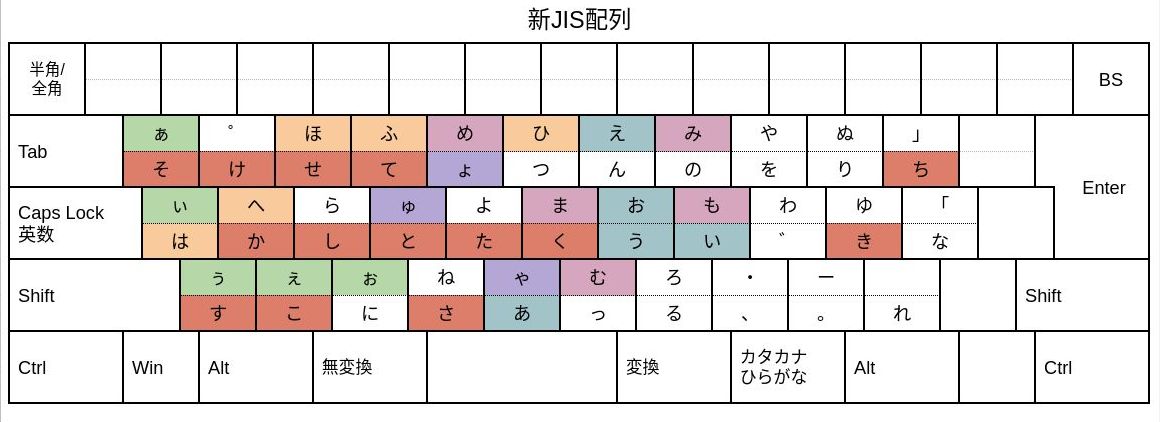 新JIS配列
半角/
全角
BS
Tab
ぁ ゜ ほ ふ め ひ え み や ぬ 」
そ け せ て ょ つ ん の を り ち
Enter
Caps Lock
英数
ぃ へ ら ゅ よ ま お も わ ゆ 「
は か し と た く う い ゛ き な
Shift
ぅ ぇ ぉ ね ゃ む ろ ・ ー
す こ に さ あ っ る 、 。 れ
Shift
Ctrl Win Alt 無変換 変換
カタカナ
ひらがな
Alt Ctrl